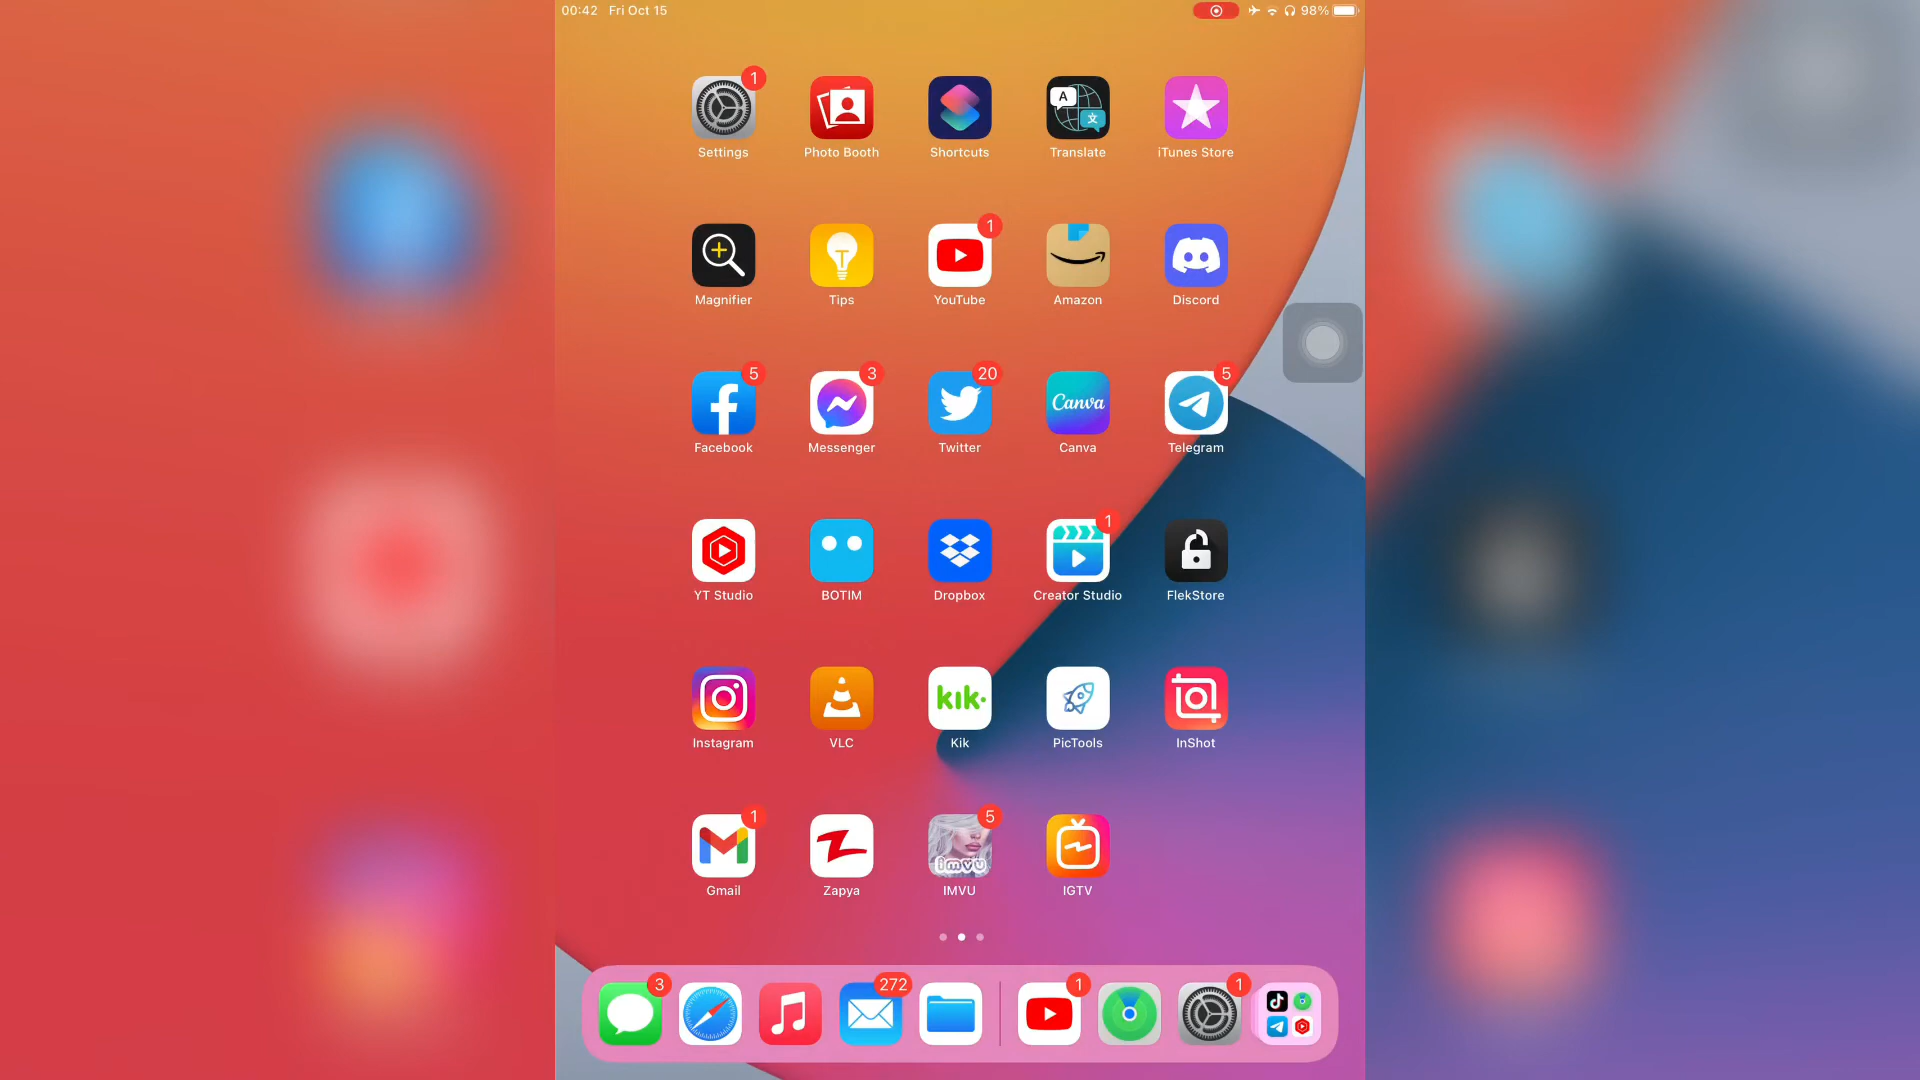 00:42 Fri Oct 15
98%
1
Settings
Photo Booth
Shortcuts
A 文
Translate
iTunes Store
Magnifier
T
Tips
1
YouTube
Amazon
Discord
5
Facebook
3
Messenger
20
Twitter
Canva
Canva
5
Telegram
YT Studio
BOTIM
Dropbox
1
Creator Studio
FlekStore
Instagram
VLC
kik.
Kik
PicTools
InShot
1
Gmail
Zapya
5
imvu
IMVU
IGTV
3
272
1
1